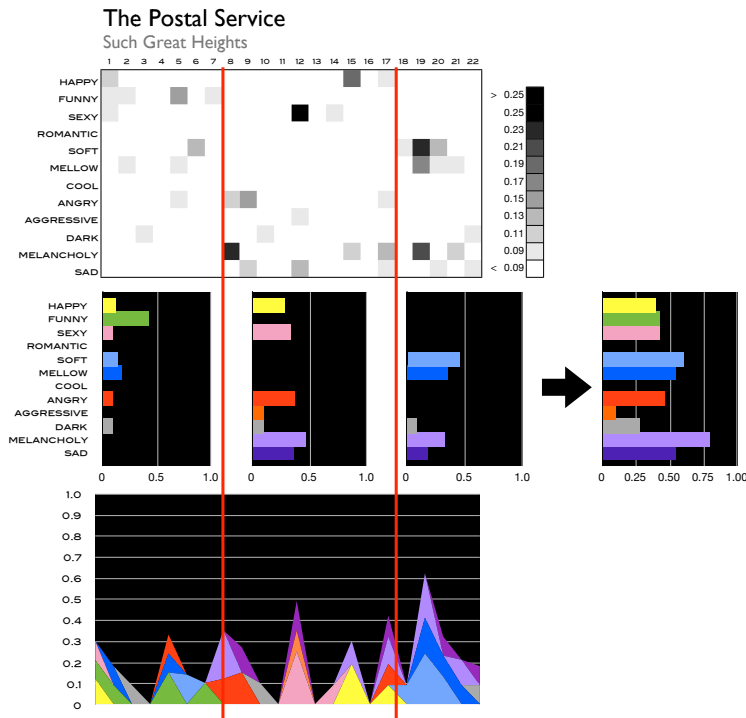 The Postal Service
Such Great Heights
1 2 3 4 5 6 7 8 9 10 11 12 13 14 15 16 17 18 19 20 21 22
HAPPY
FUNNY
SEXY
ROMANTIC
SOFT
MELLOW
COOL
ANGRY
AGGRESSIVE
DARK
MELANCHOLY
SAD
> 0.25
0.25
0.23
0.21
0.19
0.17
0.15
0.13
0.11
0.09
< 0.09
HAPPY
FUNNY
SEXY
ROMANTIC
SOFT
MELLOW
COOL
ANGRY
AGGRESSIVE
DARK
MELANCHOLY
SAD
0 0.5 1.0
0 0.5 1.0
0 0.5 1.0
0 0.25 0.50 0.75 1.00
1.0
0.9
0.8
0.7
0.6
0.5
0.4
0.3
0.2
0.1
0